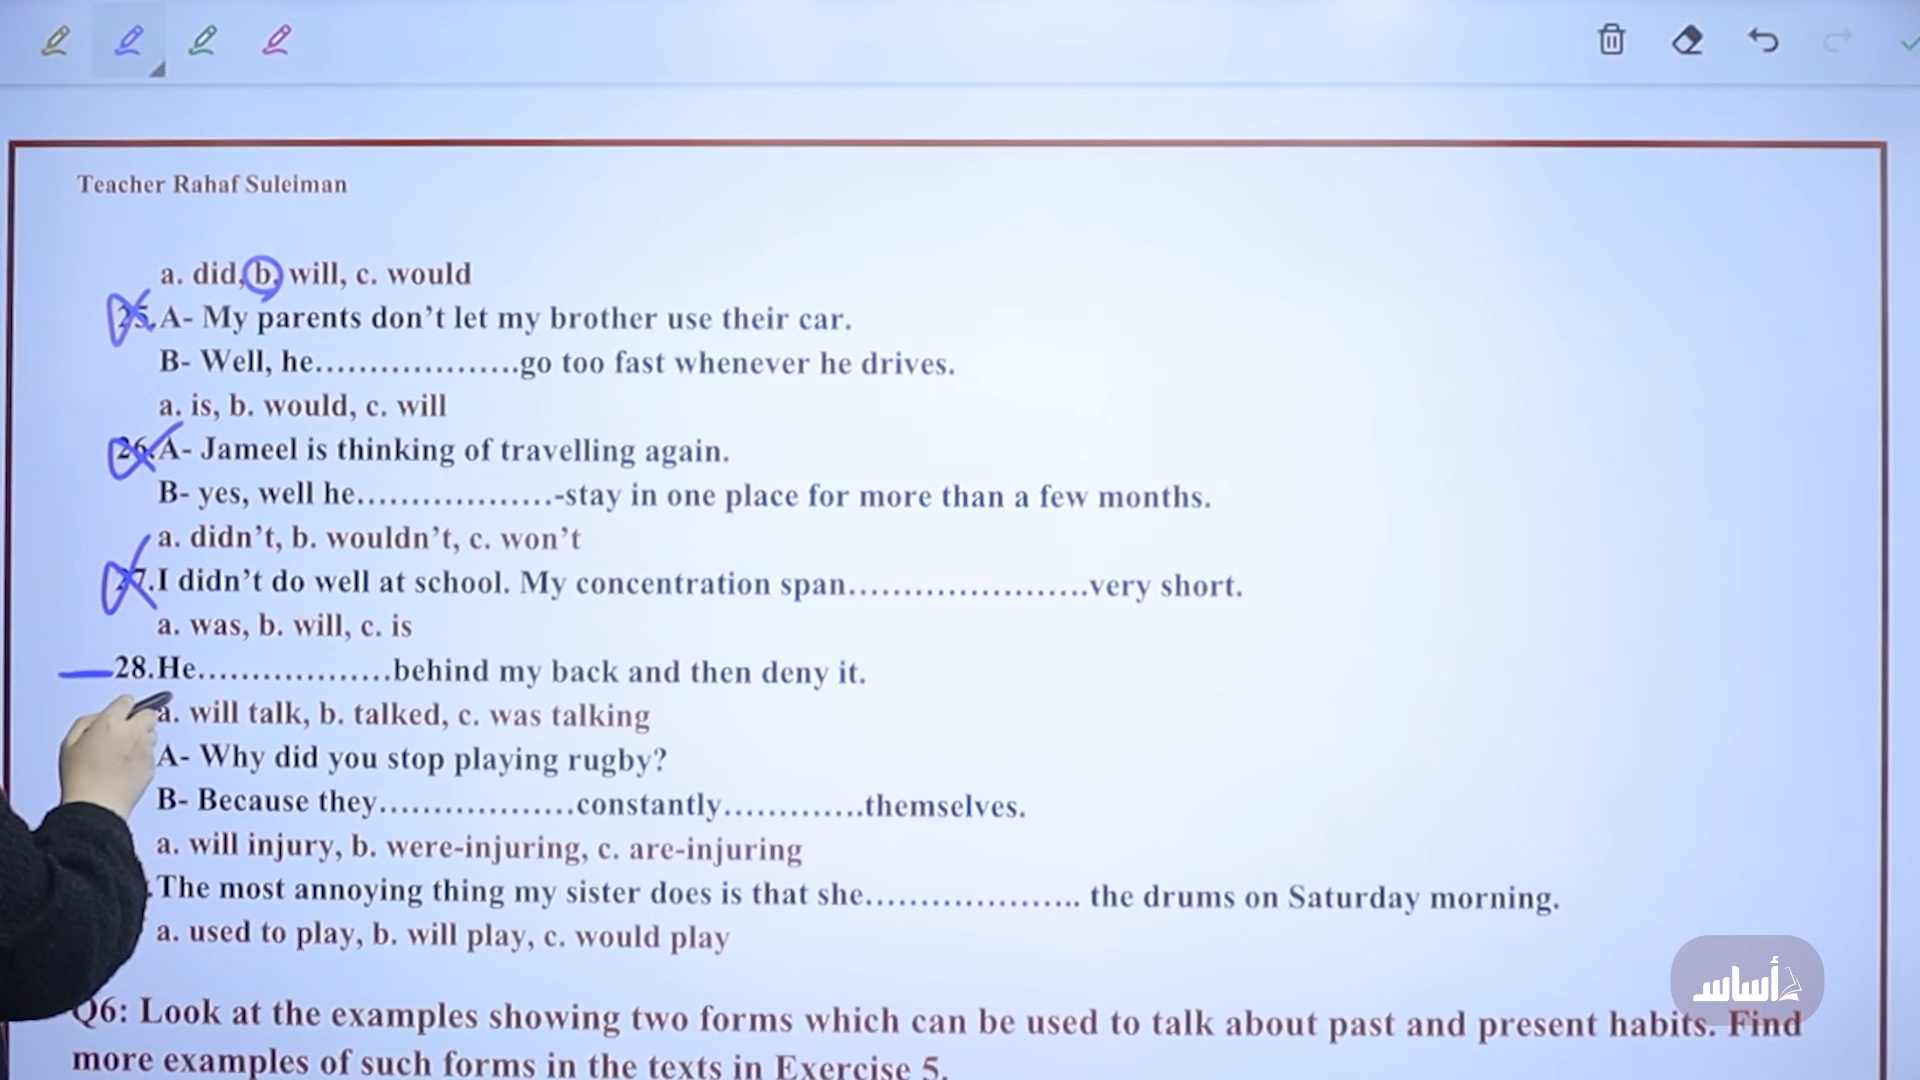 Teacher Rahaf Suleiman
a. did, b. will, c. would
25.A- My parents don't let my brother use their car.
B- Well, he...................go too fast whenever he drives.
a. is, b. would, c. will
26.A- Jameel is thinking of travelling again.
B- yes, well he..................-stay in one place for more than a few months.
a. didn't, b. wouldn't, c. won't
27.I didn't do well at school. My concentration span......................very short.
a. was, b. will, c. is
28.He..................behind my back and then deny it.
a. will talk, b. talked, c. was talking
A- Why did you stop playing rugby?
B- Because they..................constantly.............themselves.
a. will injury, b. were-injuring, c. are-injuring
.The most annoying thing my sister does is that she.................... the drums on Saturday morning.
a. used to play, b. will play, c. would play
أساس
Q6: Look at the examples showing two forms which can be used to talk about past and present habits. Find
more examples of such forms in the texts in Exercise 5.